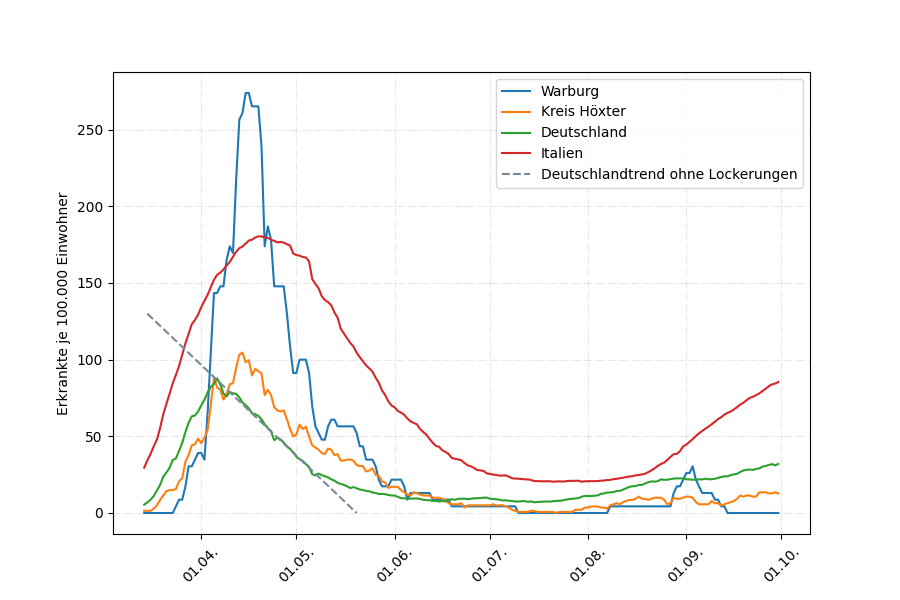 Warburg
Kreis Höxter
Deutschland
Italien
Deutschlandtrend ohne Lockerungen
Erkrankte je 100.000 Einwohner
250
200
150
100
50
0
01.04.
01.05.
01.06.
01.07.
01.08.
01.09.
01.10.